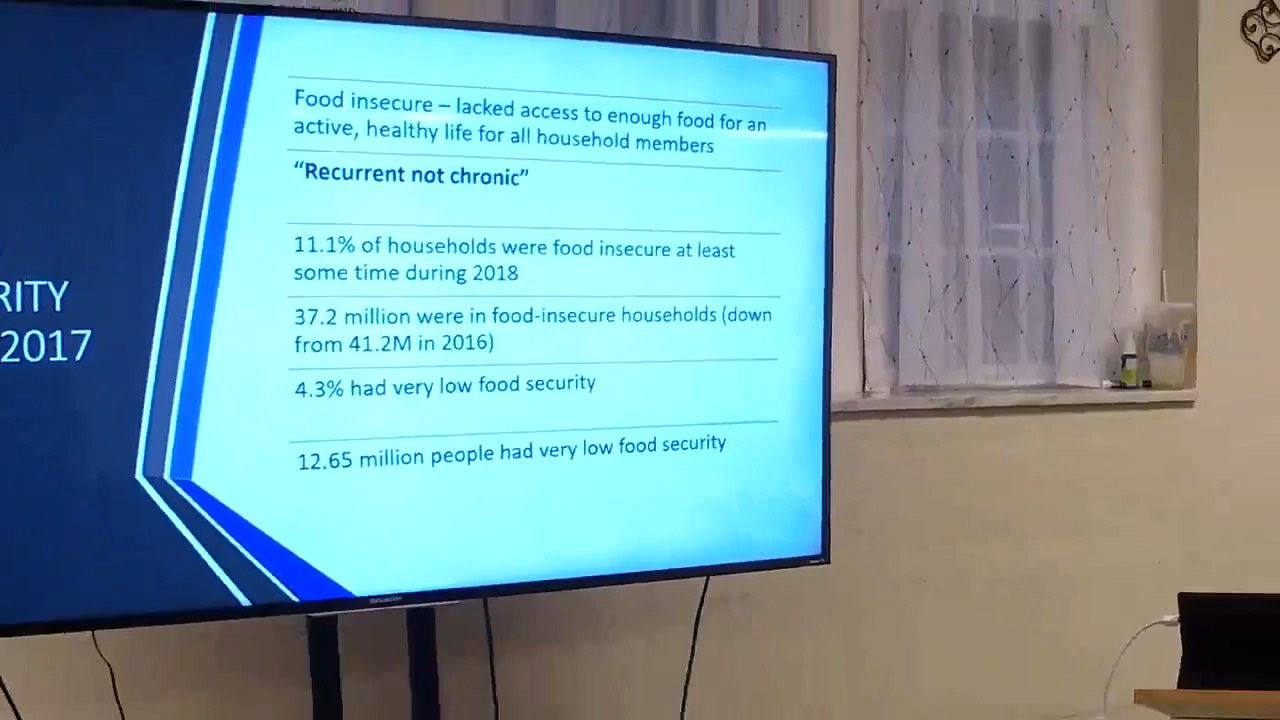 RITY
2017
Food insecure – lacked access to enough food for an
active, healthy life for all household members
“Recurrent not chronic”
11.1% of households were food insecure at least
some time during 2018
37.2 million were in food-insecure households (down
from 41.2M in 2016)
4.3% had very low food security
12.65 million people had very low food security